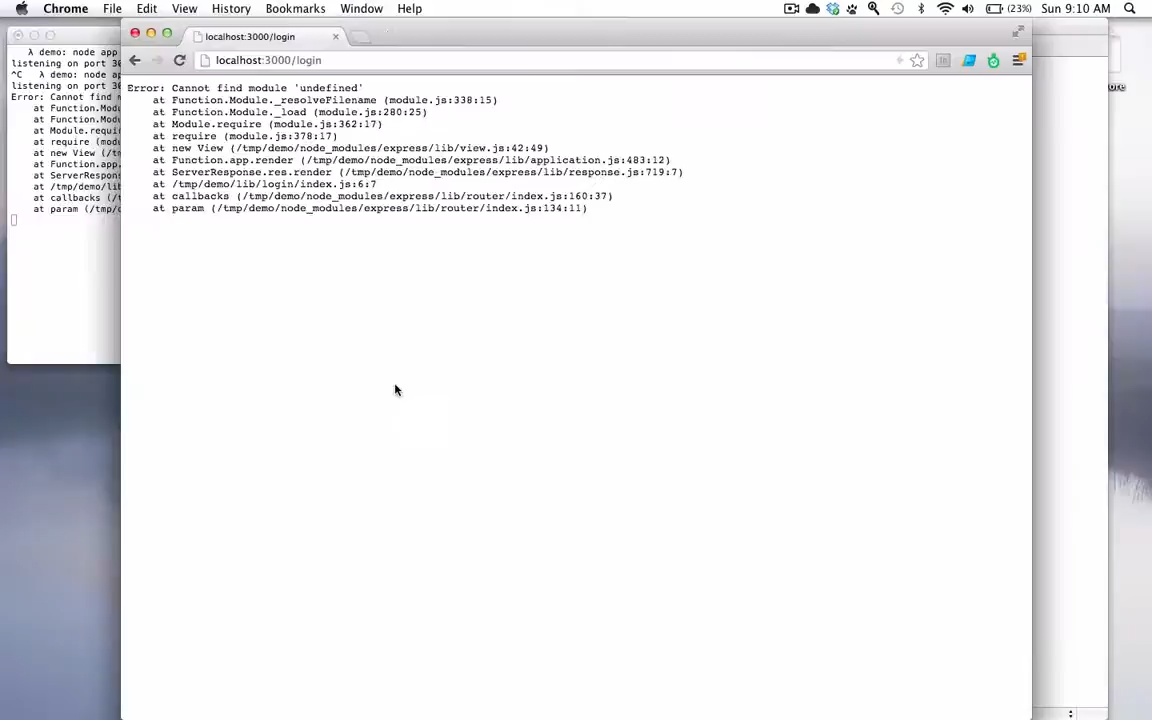 Chrome File Edit View History Bookmarks Window Help (23%) Sun 9:10 AM
localhost:3000/login
localhost:3000/login
λ demo: node app
listening on port 30
^C λ demo: node ap
listening on port 30
Error: Cannot find m
at Function.Modu
at Function.Modu
at Module.requir
at require (modu
at new View (/tm
at Function.app.
at ServerRespons
at /tmp/demo/lib
at callbacks (/t
at param (/tmp/d
Error: Cannot find module 'undefined'
at Function.Module._resolveFilename (module.js:338:15)
at Function.Module._load (module.js:280:25)
at Module.require (module.js:362:17)
at require (module.js:378:17)
at new View (/tmp/demo/node_modules/express/lib/view.js:42:49)
at Function.app.render (/tmp/demo/node_modules/express/lib/application.js:483:12)
at ServerResponse.res.render (/tmp/demo/node_modules/express/lib/response.js:719:7)
at /tmp/demo/lib/login/index.js:6:7
at callbacks (/tmp/demo/node_modules/express/lib/router/index.js:160:37)
at param (/tmp/demo/node_modules/express/lib/router/index.js:134:11)